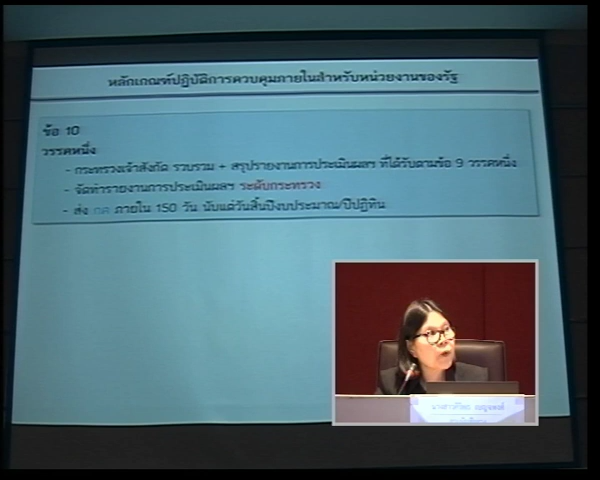 หลักเกณฑ์ปฏิบัติการควบคุมภายในสำหรับหน่วยงานของรัฐ
ข้อ 10
วรรคหนึ่ง
- กระทรวงเจ้าสังกัด รวบรวม + สรุปรายงานการประเมินผลฯ ที่ได้รับตามข้อ 9 วรรคหนึ่ง
- จัดทำรายงานการประเมินผลฯ ระดับกระทรวง
- ส่ง กค ภายใน 150 วัน นับแต่วันสิ้นปีงบประมาณ/ปีปฏิทิน